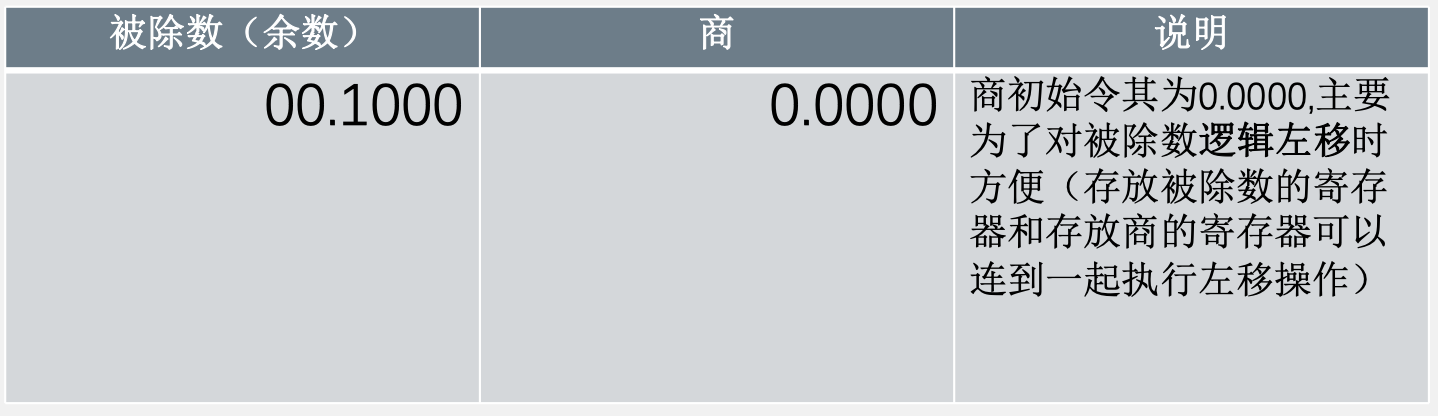 被除数（余数） 商 说明
00.1000 0.0000 商初始令其为0.0000,主要
为了对被除数逻辑左移时
方便（存放被除数的寄存
器和存放商的寄存器可以
连到一起执行左移操作）